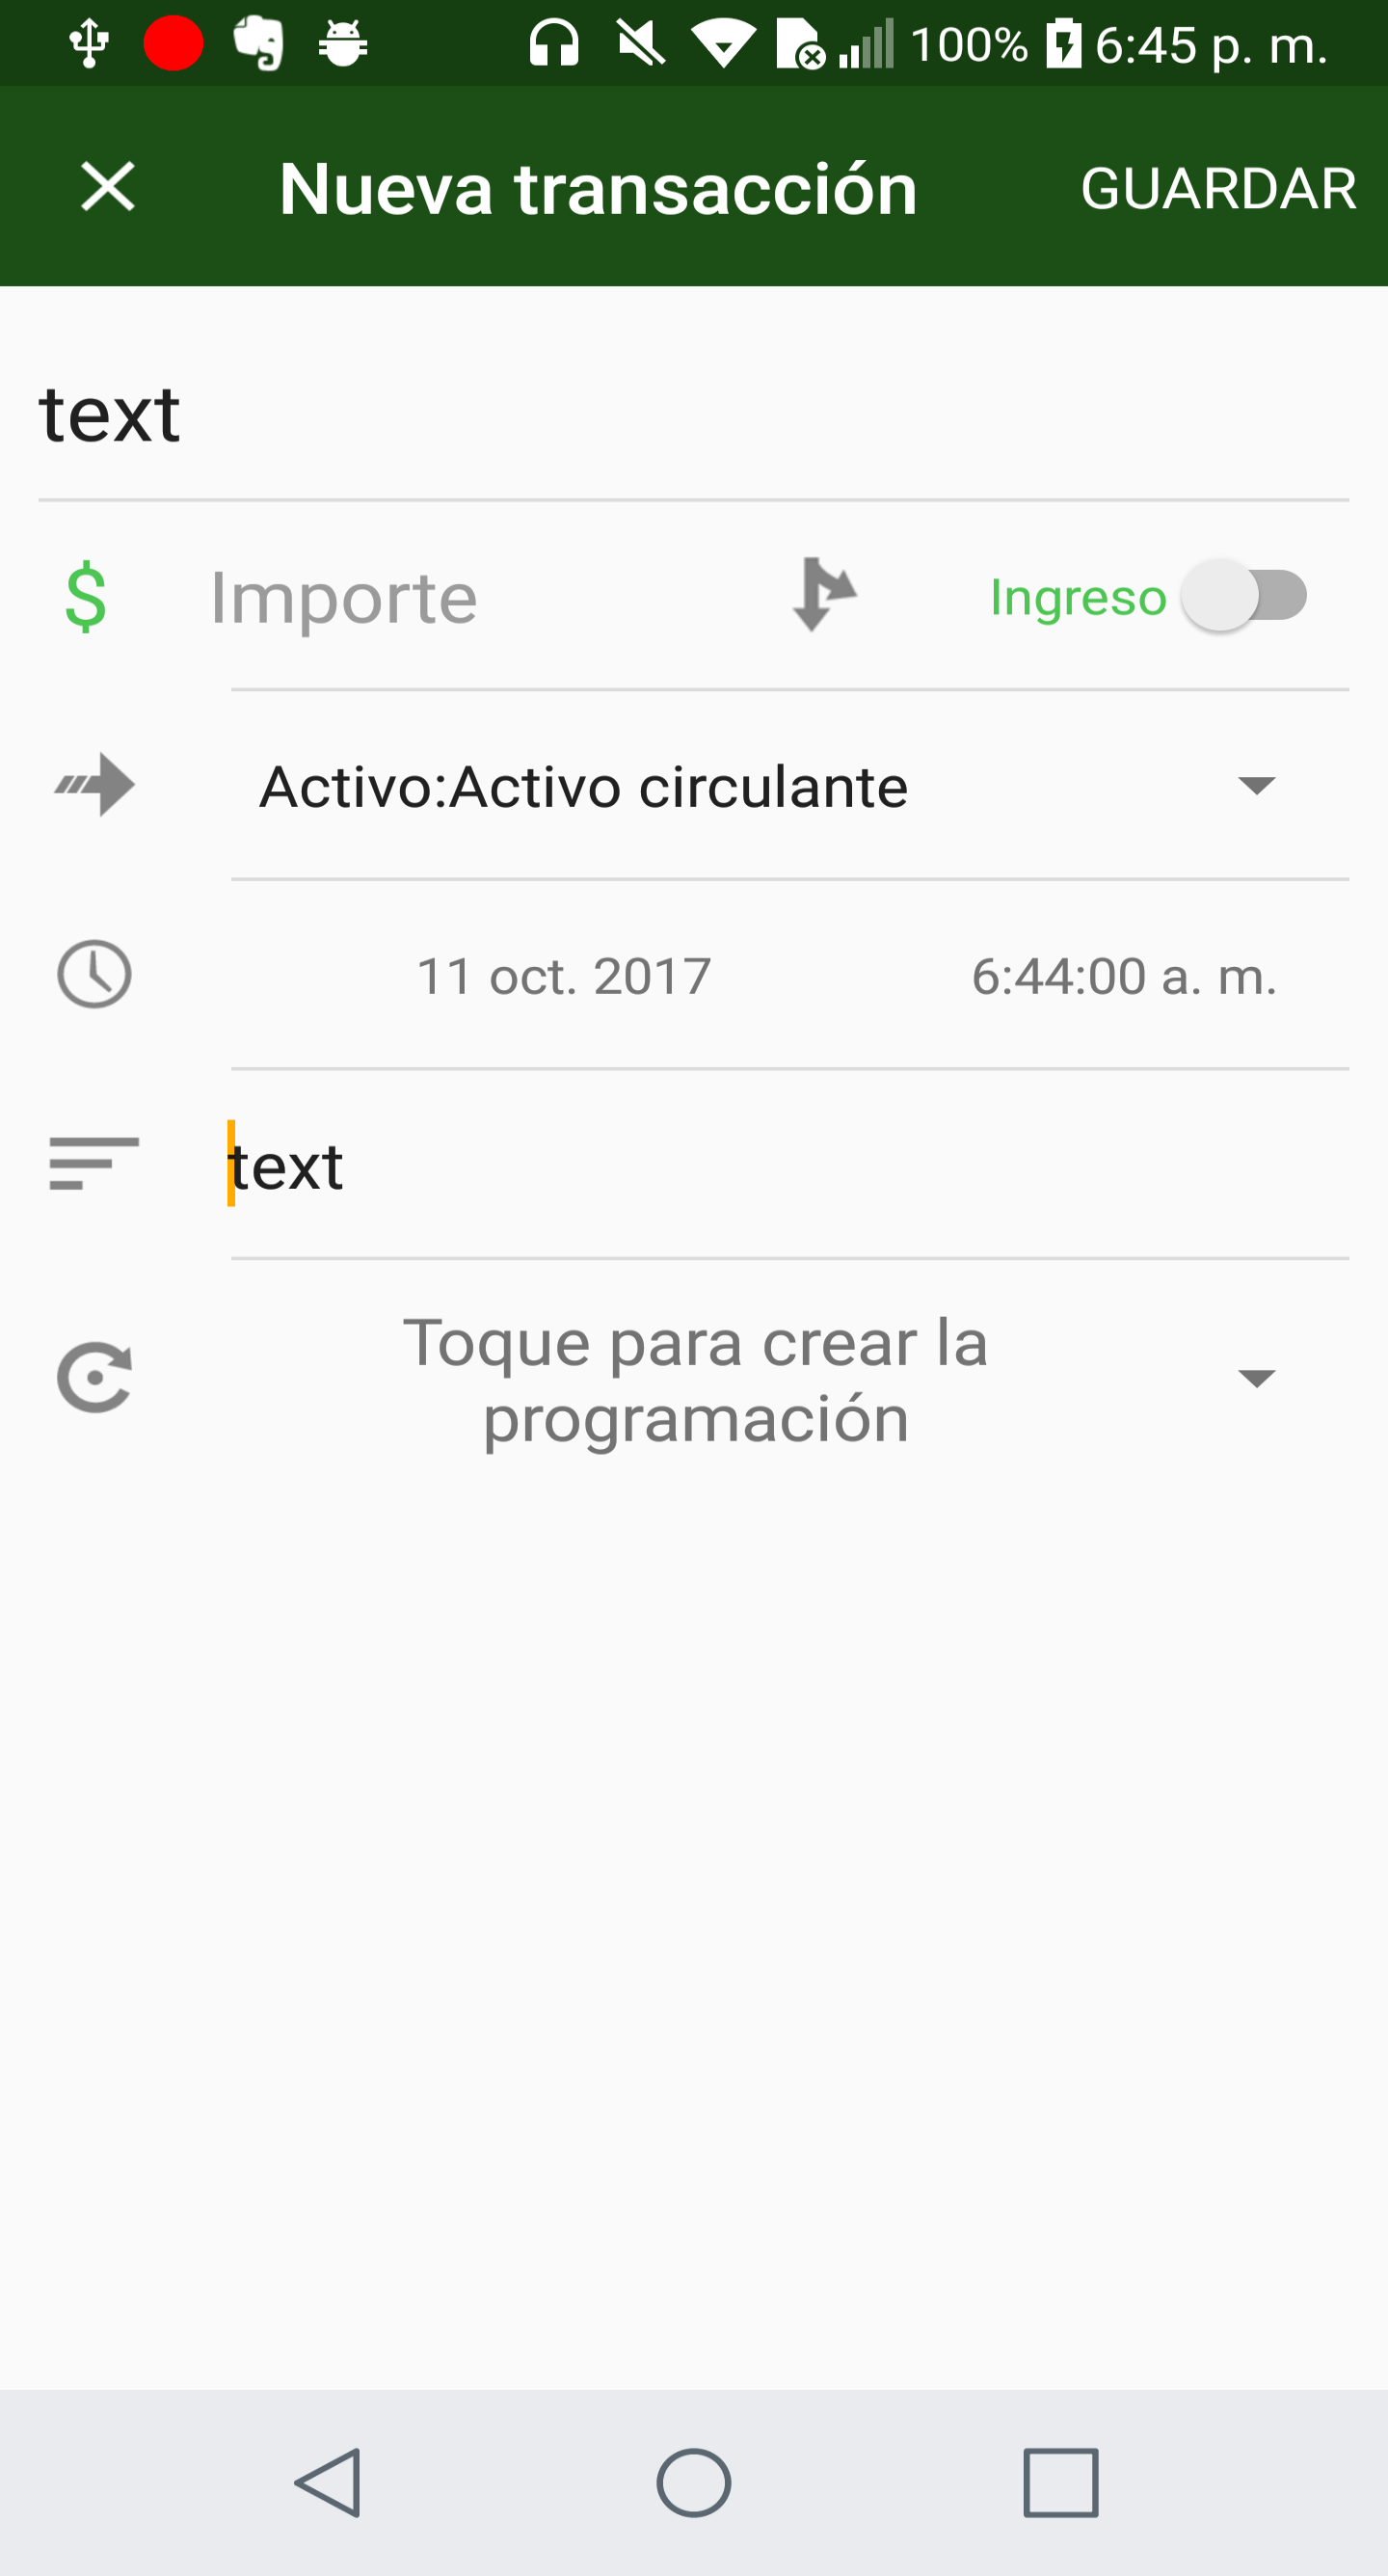 100% 6:45 p. m.
Nueva transacción GUARDAR
text
$ Importe Ingreso
Activo:Activo circulante
11 oct. 2017 6:44:00 a. m.
text
Toque para crear la
programación